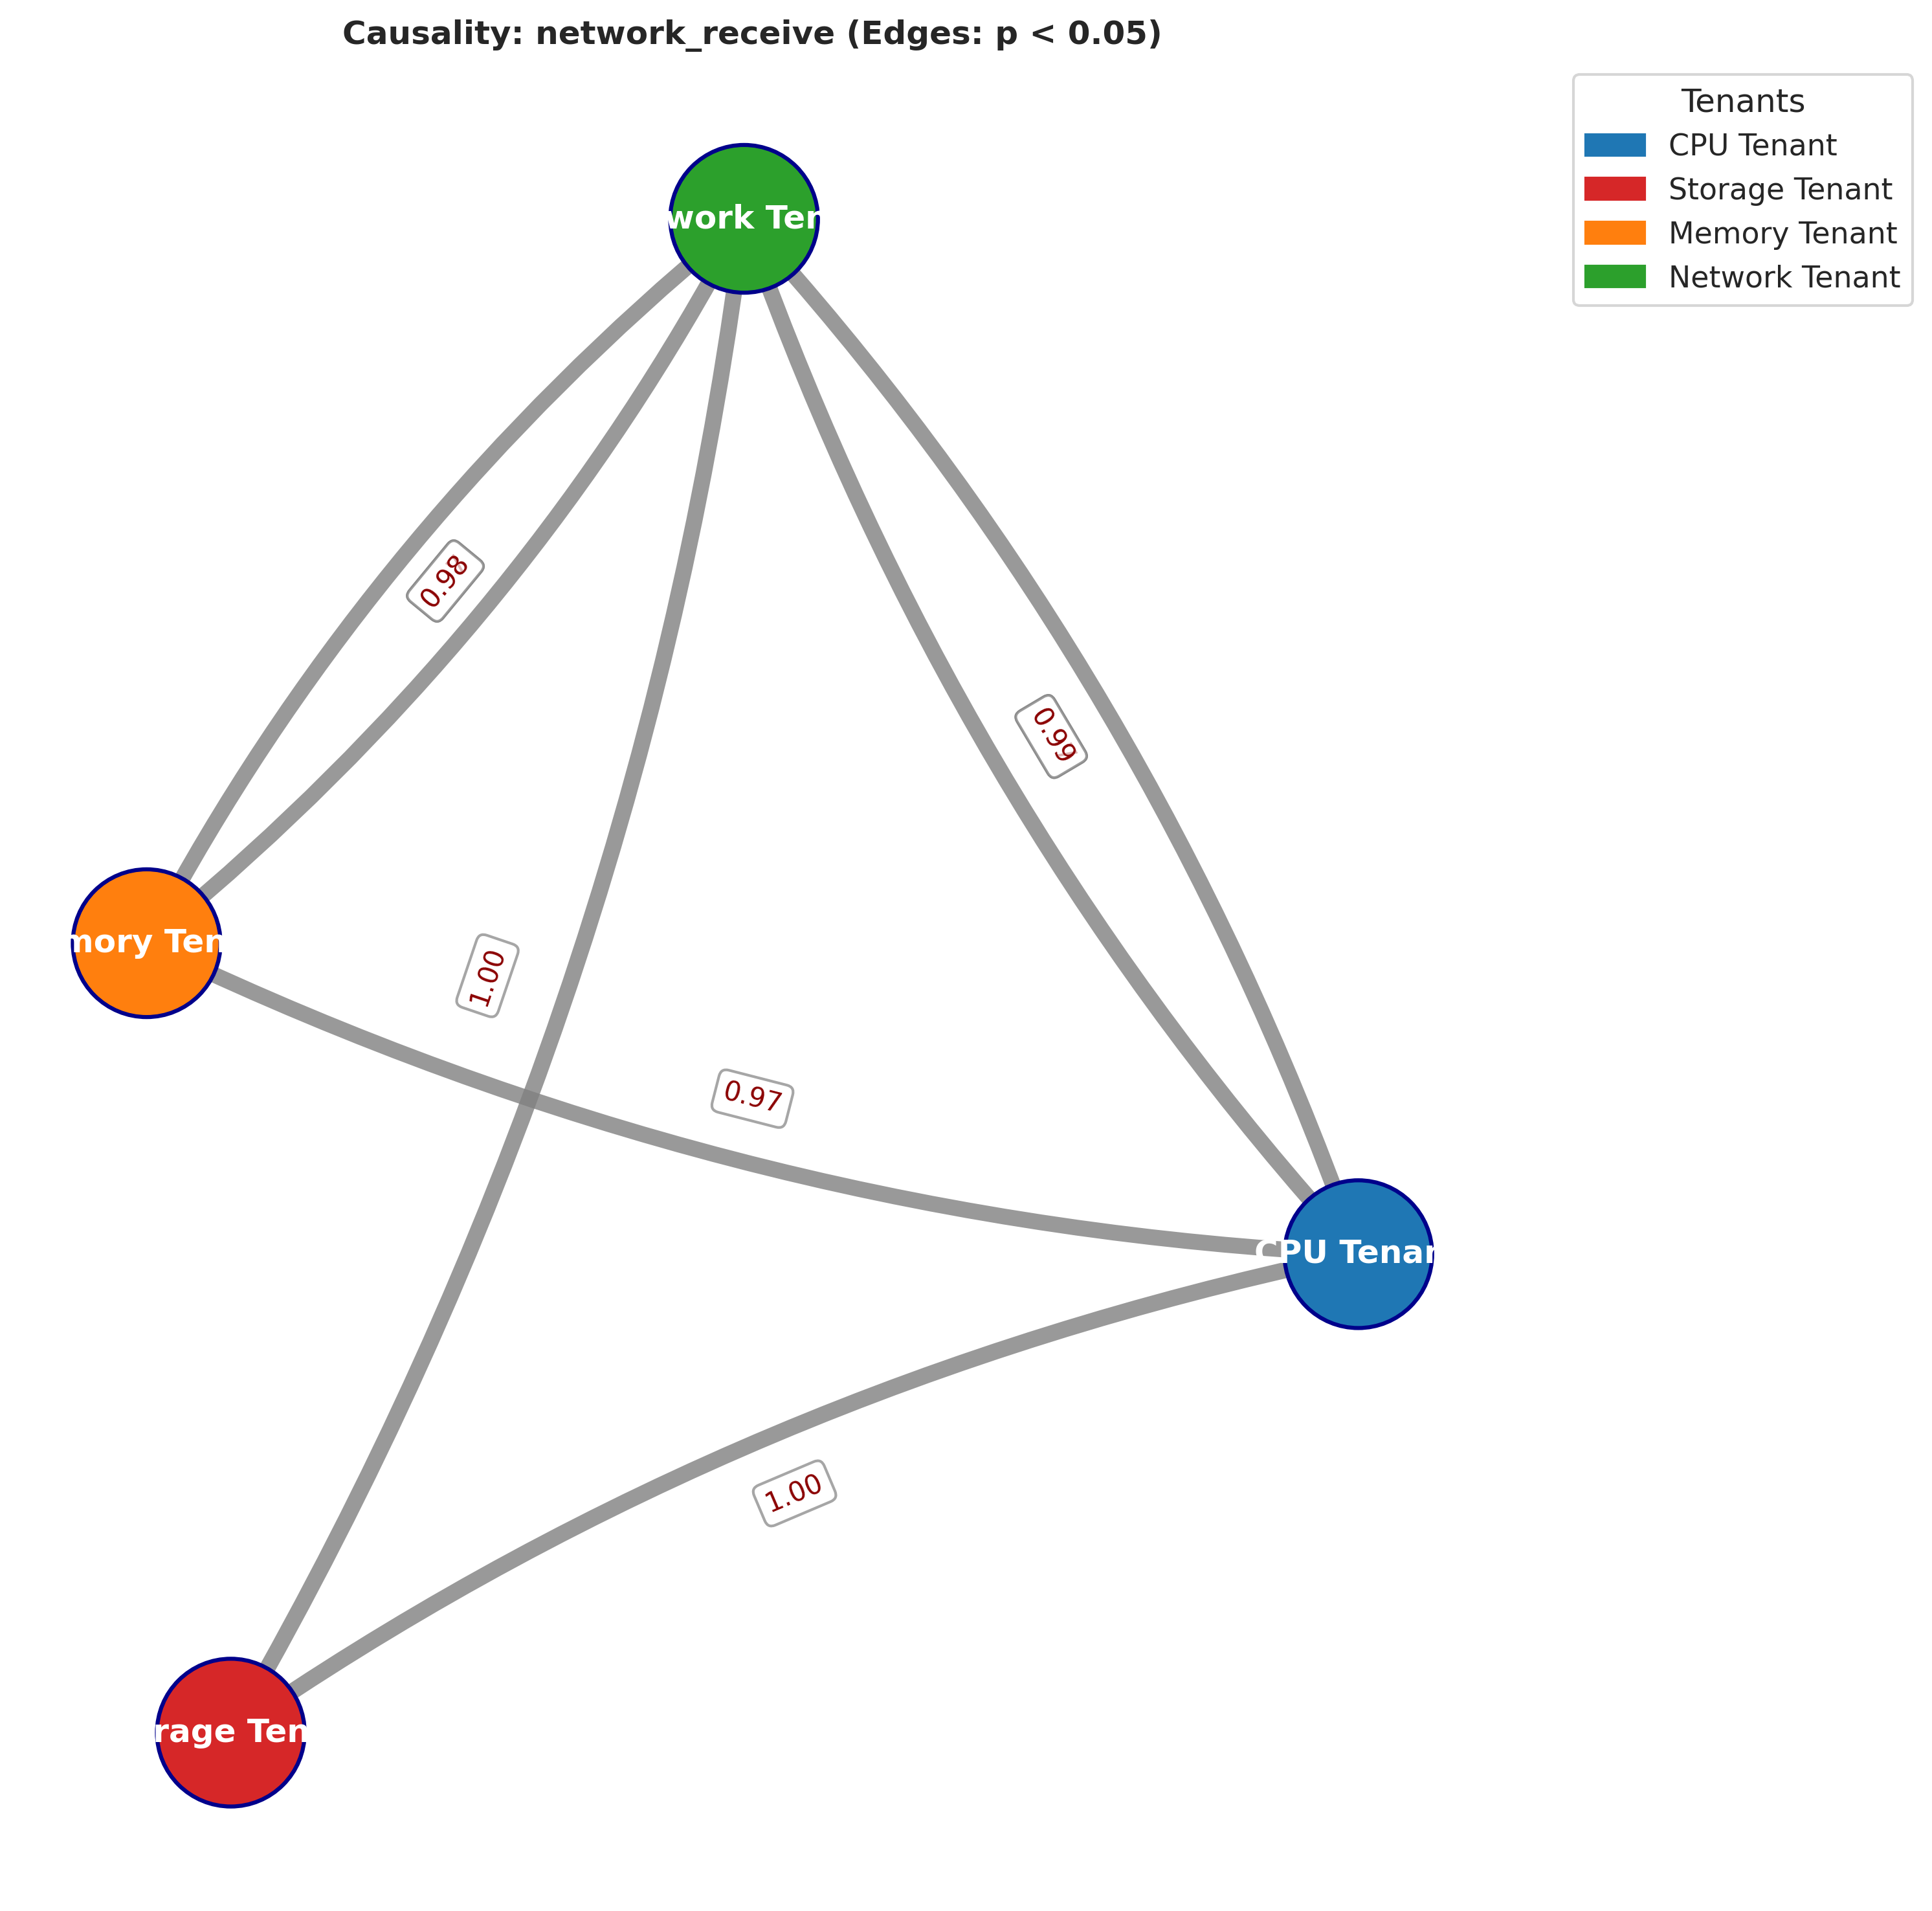 Causality: network_receive (Edges: p < 0.05)
Tenants
CPU Tenant
Storage Tenant
Memory Tenant
Network Tenant
work Ten
0.98
0.99
mory Ten
1.00
0.97
CPU Tenan
1.00
rage Ten